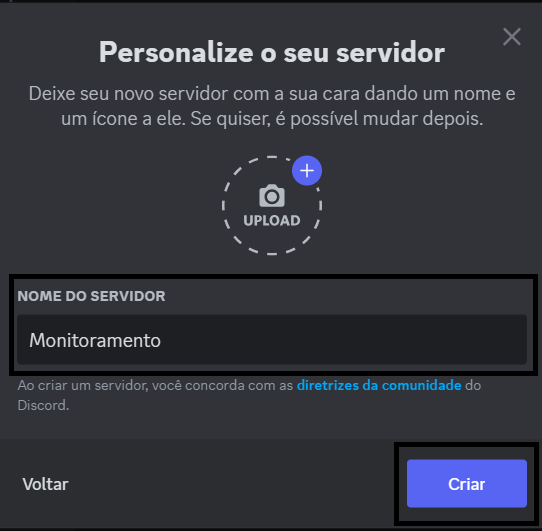 Personalize o seu servidor
Deixe seu novo servidor com a sua cara dando um nome e
um ícone a ele. Se quiser, é possível mudar depois.
UPLOAD
NOME DO SERVIDOR
Monitoramento
Ao criar um servidor, você concorda com as diretrizes da comunidade do
Discord.
Voltar
Criar